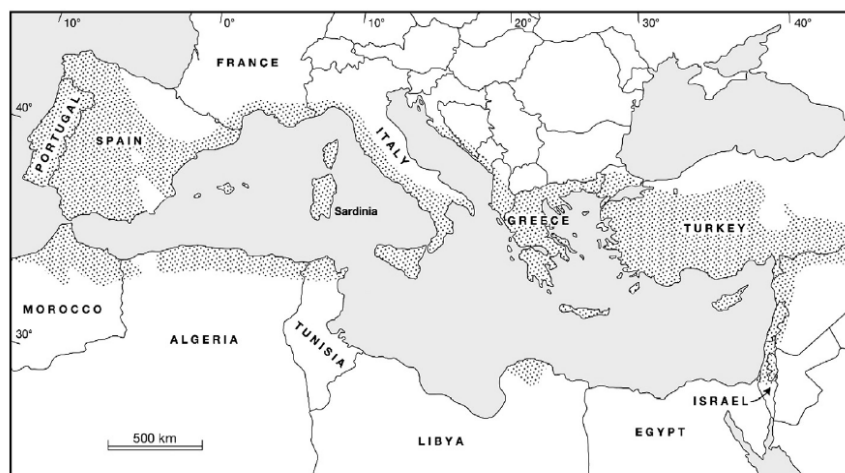 10° 0° 10° 20° 30° 40°
FRANCE
40°
PORTUGAL
SPAIN
ITALY
Sardinia
GREECE
TURKEY
MOROCCO
30°
ALGERIA
TUNISIA
ISRAEL
LIBYA
EGYPT
500 km